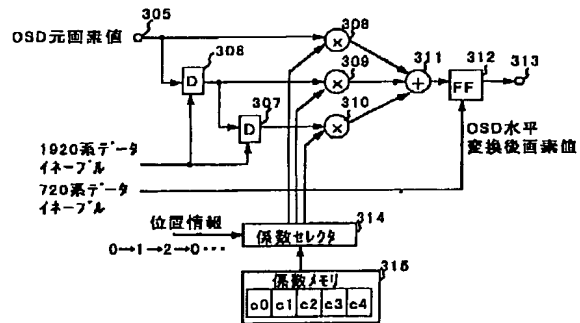 305
OSD元画素値
308
308
D
307
D
×
309
×
310
×
311
+
312
FF
313
OSD水平
変換後画素値
1920系データ
イネーブル
720系データ
イネーブル
位置情報
0→1→2→0・・・
314
係数セレクタ
315
係数メモリ
c0 c1 c2 c3 c4